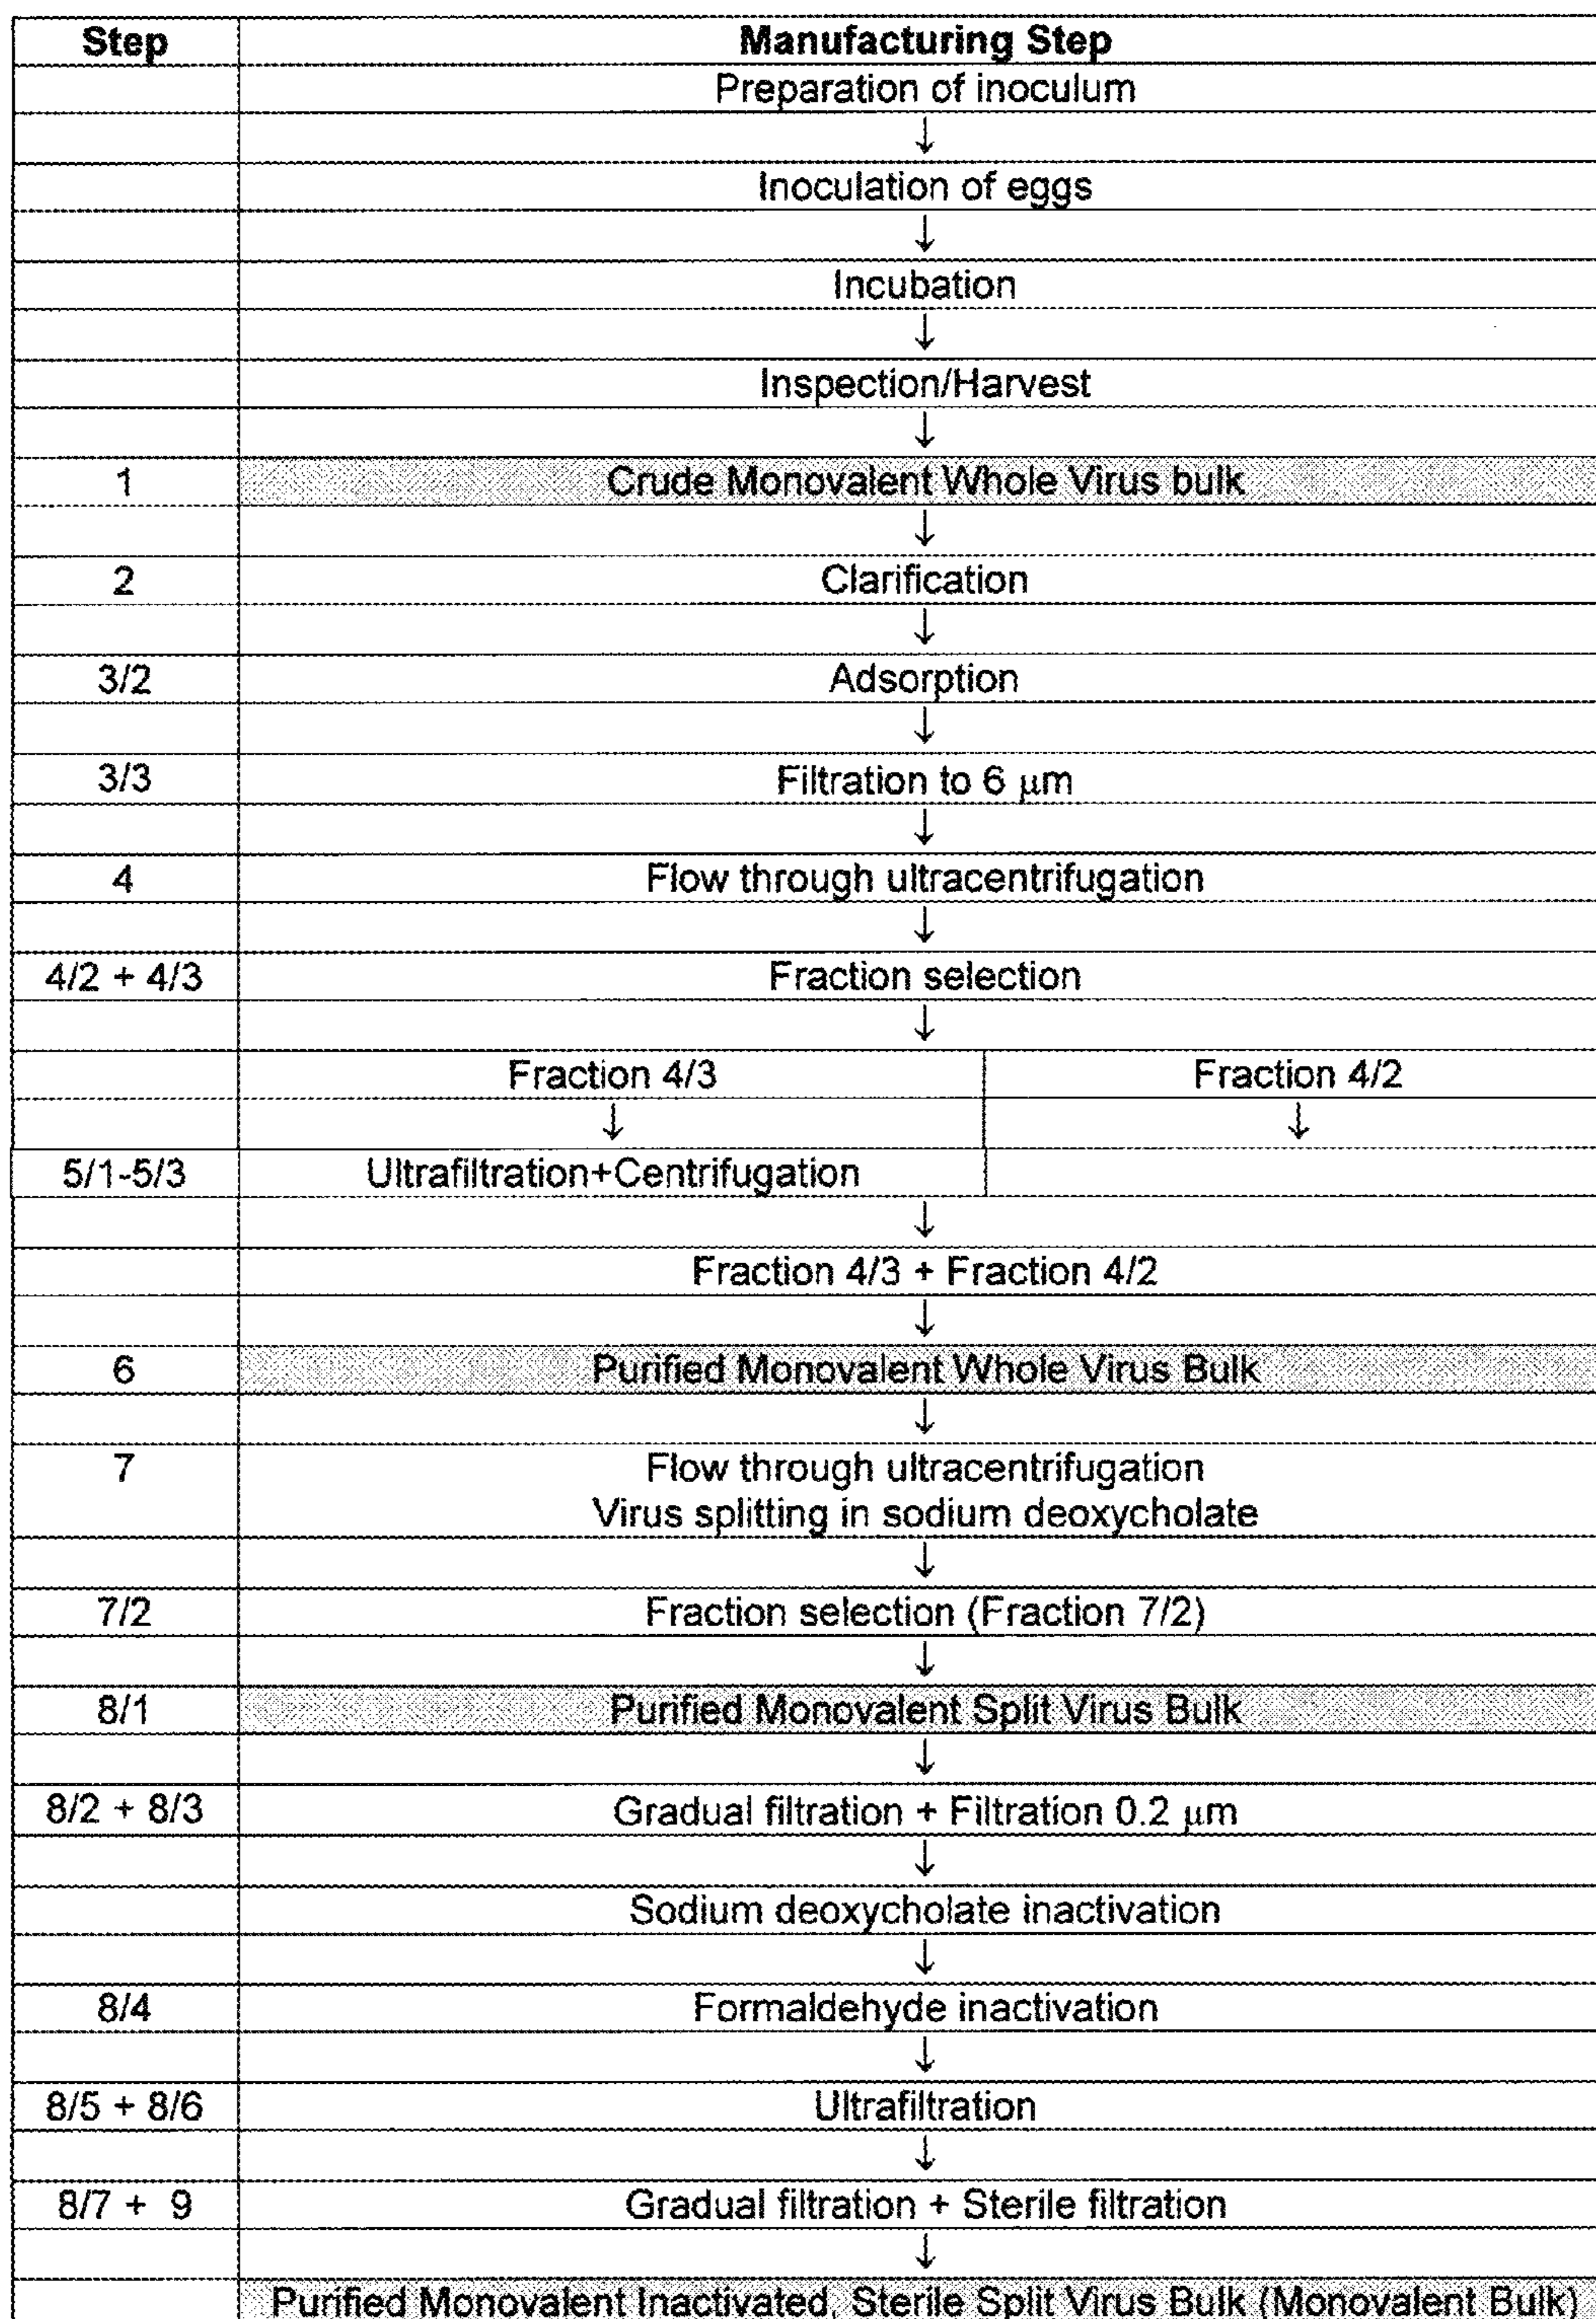 Step Manufacturing Step
Preparation of inoculum
↓
Inoculation of eggs
↓
Incubation
↓
Inspection/Harvest
↓
1 Crude Monovalent Whole Virus bulk
↓
2 Clarification
↓
3/2 Adsorption
↓
3/3 Filtration to 6 μm
↓
4 Flow through ultracentrifugation
↓
4/2 + 4/3 Fraction selection
↓
Fraction 4/3 Fraction 4/2
↓ ↓
5/1-5/3 Ultrafiltration+Centrifugation
↓
Fraction 4/3 + Fraction 4/2
↓
6 Purified Monovalent Whole Virus Bulk
↓
7 Flow through ultracentrifugation
Virus splitting in sodium deoxycholate
↓
7/2 Fraction selection (Fraction 7/2)
↓
8/1 Purified Monovalent Split Virus Bulk
↓
8/2 + 8/3 Gradual filtration + Filtration 0.2 μm
↓
Sodium deoxycholate inactivation
↓
8/4 Formaldehyde inactivation
↓
8/5 + 8/6 Ultrafiltration
↓
8/7 + 9 Gradual filtration + Sterile filtration
↓
Purified Monovalent Inactivated, Sterile Split Virus Bulk (Monovalent Bulk)